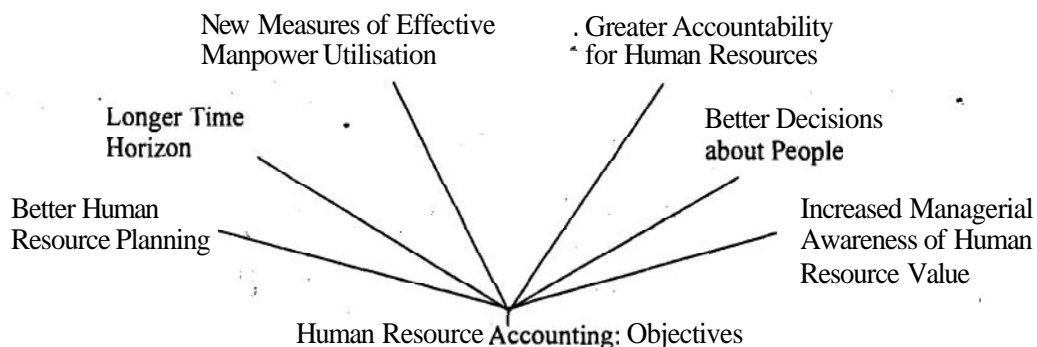 New Measures of Effective
Manpower Utilisation
. Greater Accountability
for Human Resources
Longer Time
Horizon
Better Decisions
about People
Better Human
Resource Planning
Increased Managerial
Awareness of Human
Resource Value
Human Resource Accounting: Objectives